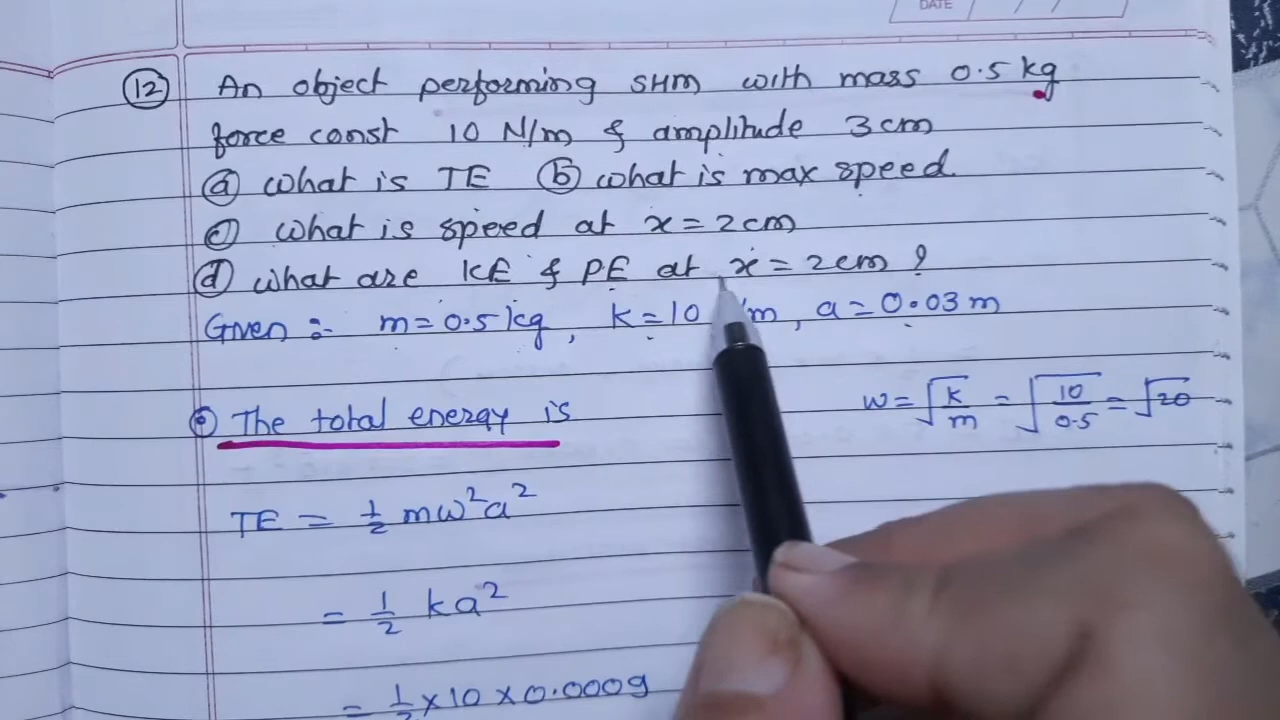 DATE
12 An object performing SHM with mass 0.5 kg
force const 10 N/m & amplitude 3 cm
a what is TE b what is max speed.
c what is speed at x = 2 cm
d what are KE & PE at x = 2 cm ?
Given :- m = 0.5 kg, k = 10 /m, a = 0.03 m
w = √k/m = √10/0.5 = √20
The total energy is
TE = 1/2 mw²a²
= 1/2 ka²
= 1/2 × 10 × 0.0009